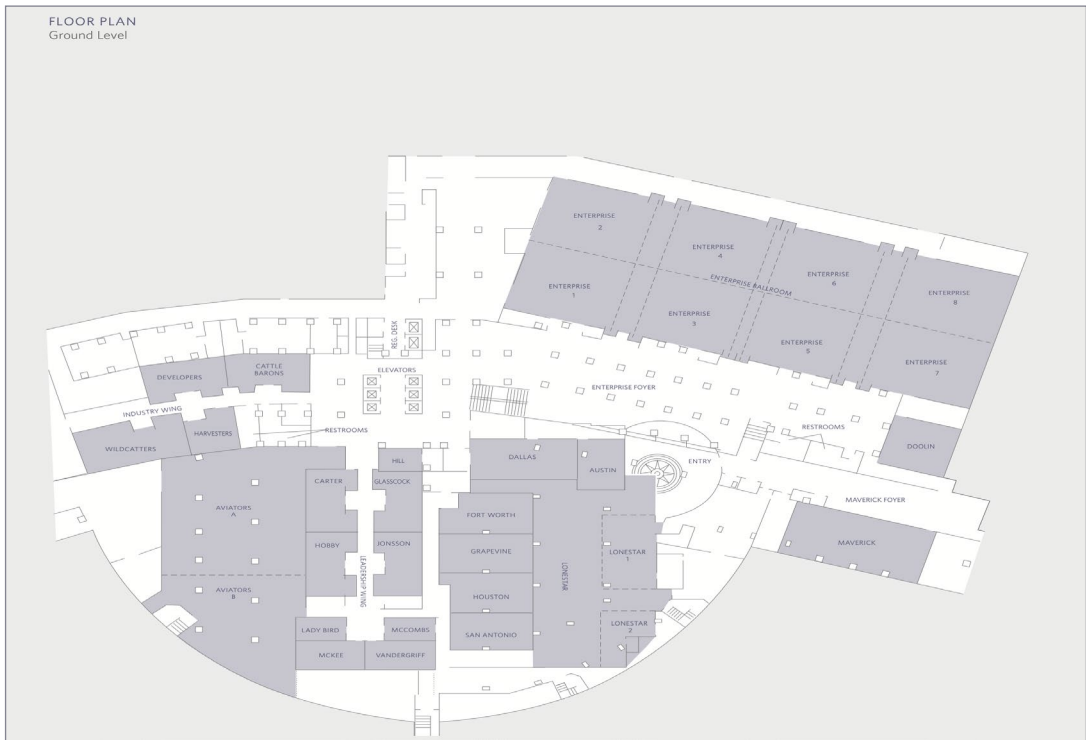 FLOOR PLAN
Ground Level
ENTERPRISE
2
ENTERPRISE
4
ENTERPRISE
6
ENTERPRISE
8
ENTERPRISE BALLROOM
ENTERPRISE
1
ENTERPRISE
3
ENTERPRISE
5
ENTERPRISE
7
REG. DESK
ELEVATORS
ENTERPRISE FOYER
CATTLE
BARONS
DEVELOPERS
INDUSTRY WING
HARVESTERS
WILDCATTERS
RESTROOMS
RESTROOMS
DOOLIN
ENTRY
MAVERICK FOYER
MAVERICK
DALLAS
AUSTIN
HILL
CARTER
GLASSCOCK
AVIATORS
A
FORT WORTH
HOBBY
JONSSON
GRAPEVINE
LONESTAR
LONESTAR
1
LEADERSHIP WING
AVIATORS
B
HOUSTON
LONESTAR
2
LADY BIRD
MCCOMBS
SAN ANTONIO
MCKEE
VANDERGRIFF